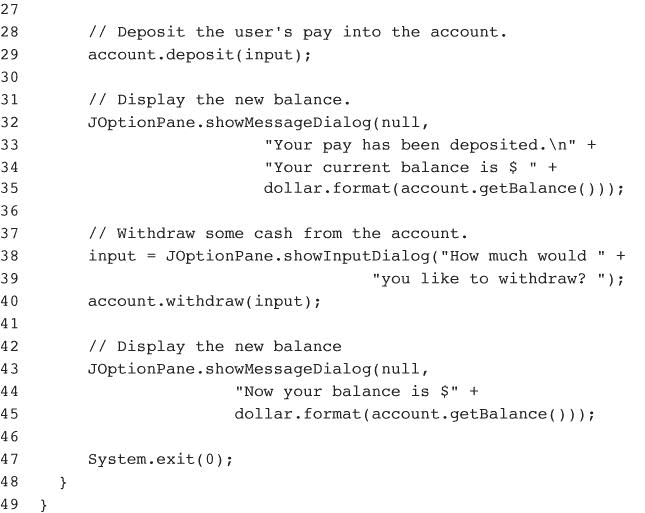 27
28 // Deposit the user's pay into the account.
29 account.deposit(input);
30
31 // Display the new balance.
32 JOptionPane.showMessageDialog(null,
33 "Your pay has been deposited.\n" +
34 "Your current balance is $ " +
35 dollar.format(account.getBalance()));
36
37 // Withdraw some cash from the account.
38 input = JOptionPane.showInputDialog("How much would " +
39 "you like to withdraw? ");
40 account.withdraw(input);
41
42 // Display the new balance
43 JOptionPane.showMessageDialog(null,
44 "Now your balance is $" +
45 dollar.format(account.getBalance()));
46
47 System.exit(0);
48 }
49 }